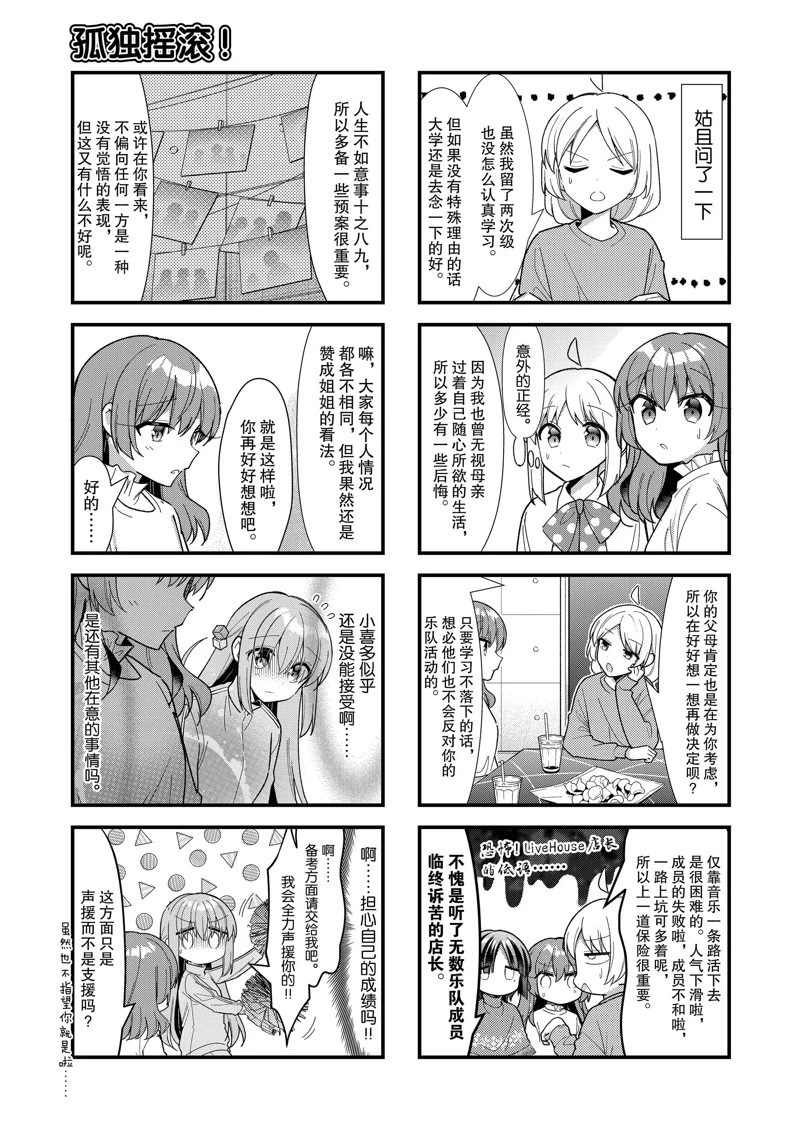 孤独摇滚！
姑且问了一下
虽然我留了两次级
也没怎么认真学习。
但如果没有特殊理由的话
大学还是去念一下的好。
意外的正经。
因为我也曾无视母亲
过着自己随心所欲的生活，
所以多少有一些后悔。
你的父母肯定也是在为你考虑，
所以在好好想一想再做决定呗？
只要学习不落下的话，
想必他们也不会反对你的
乐队活动的。
仅靠音乐一条路活下去
是很困难的。人气下滑啦，
成员的失败啦，成员不和啦，
一路上坑可多着呢，
所以上一道保险很重要。
恐怖！LiveHouse店长
的低语……
不愧是听了无数乐队成员
临终诉苦的店长。
人生不如意事十之八九，
所以多备一些预案很重要。
或许在你看来，
不偏向任何一方是一种
没有觉悟的表现，
但这又有什么不好呢。
嘛，大家每个人情况
都各不相同，但我果然还是
赞成姐姐的看法。
就是这样啦，
你再好好想想吧。
好的……
小喜多似乎
还是没能接受啊……
是还有其他在意的事情吗。
啊……担心自己的成绩吗!!
啊……
备考方面请交给我吧。
我会全力声援你的!!
这方面只是
声援而不是支援吗？
虽然也不指望你就是啦……